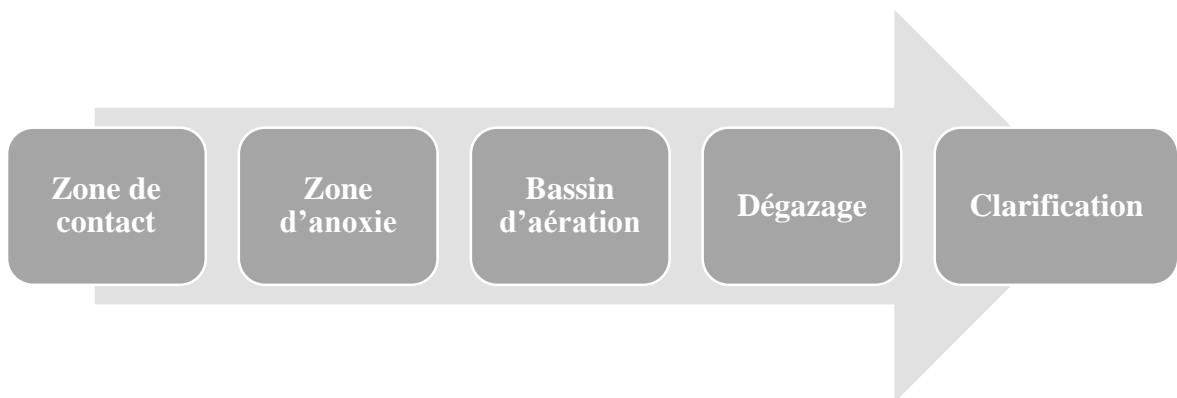 Zone de
contact
Zone
d’anoxie
Bassin
d’aération
Dégazage
Clarification